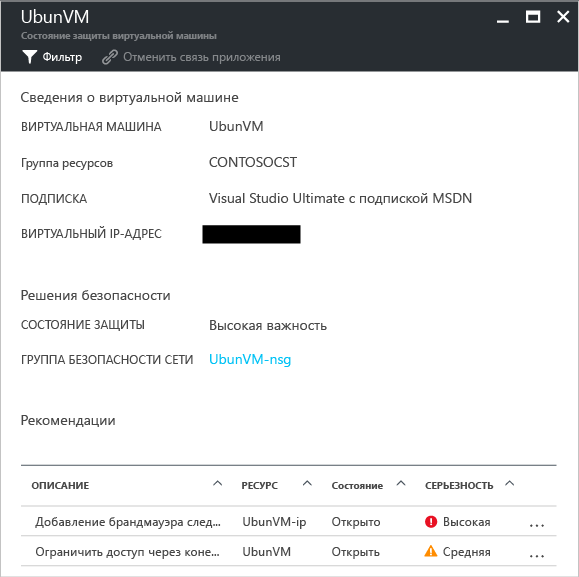 UbunVM
Состояние защиты виртуальной машины
Фильтр Отменить связь приложения
Сведения о виртуальной машине
ВИРТУАЛЬНАЯ МАШИНА UbunVM
Группа ресурсов CONTOSOCST
ПОДПИСКА Visual Studio Ultimate с подпиской MSDN
ВИРТУАЛЬНЫЙ IP-АДРЕС
Решения безопасности
СОСТОЯНИЕ ЗАЩИТЫ Высокая важность
ГРУППА БЕЗОПАСНОСТИ СЕТИ UbunVM-nsg
Рекомендации
ОПИСАНИЕ РЕСУРС Состояние СЕРЬЕЗНОСТЬ
Добавление брандмауэра след... UbunVM-ip Открыто Высокая ...
Ограничить доступ через коне... UbunVM Открыть Средняя ...